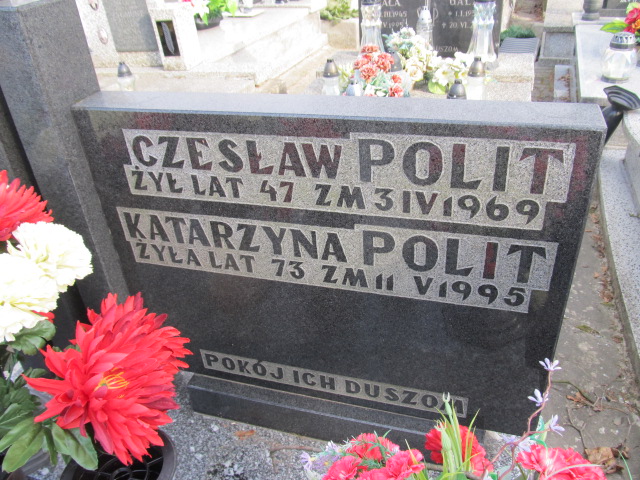 CZESŁAW POLIT
ŻYŁ LAT 47 ZM 3 IV 1969
KATARZYNA POLIT
ŻYŁA LAT 73 ZM 11 V 1995
POKÓJ ICH DUSZOM